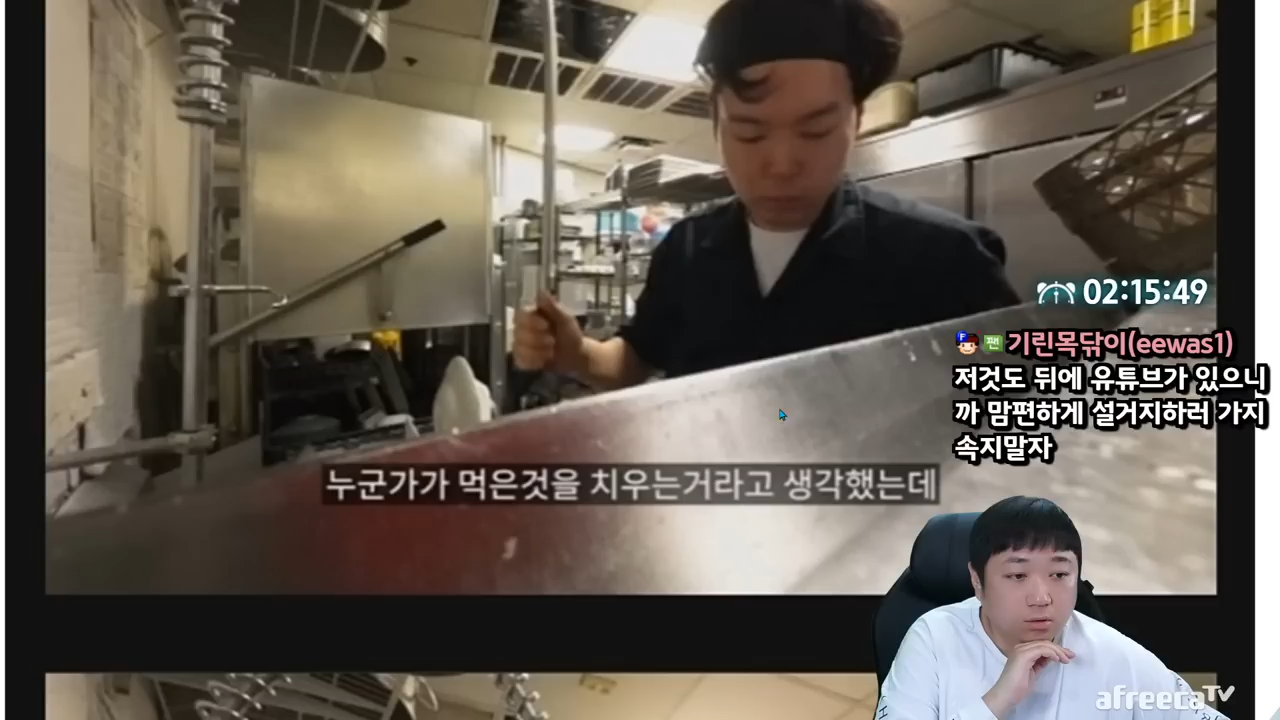 02:15:49
F 팬 기린목닦이(eewas1)
저것도 뒤에 유튜브가 있으니
까 맘편하게 설거지하러 가지
속지말자
누군가가 먹은것을 치우는거라고 생각했는데
afreecaTV